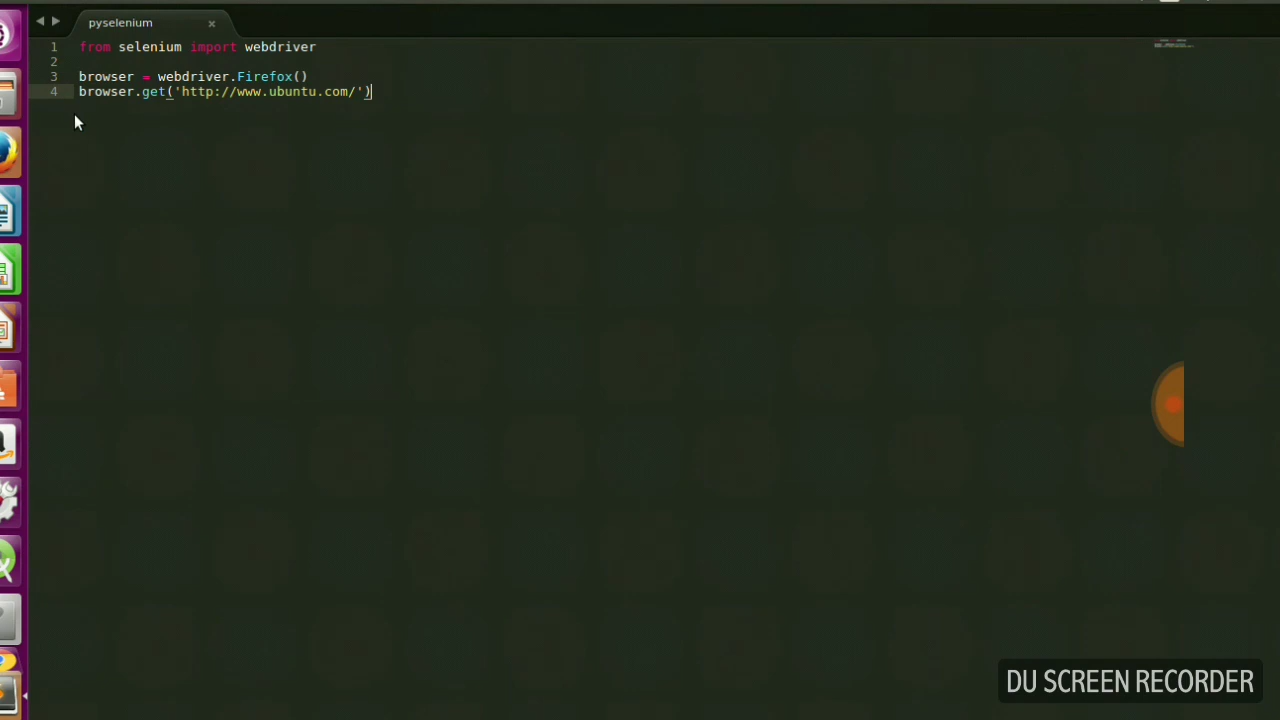 pyselenium
1 from selenium import webdriver
2
3 browser = webdriver.Firefox()
4 browser.get('http://www.ubuntu.com/')
DU SCREEN RECORDER